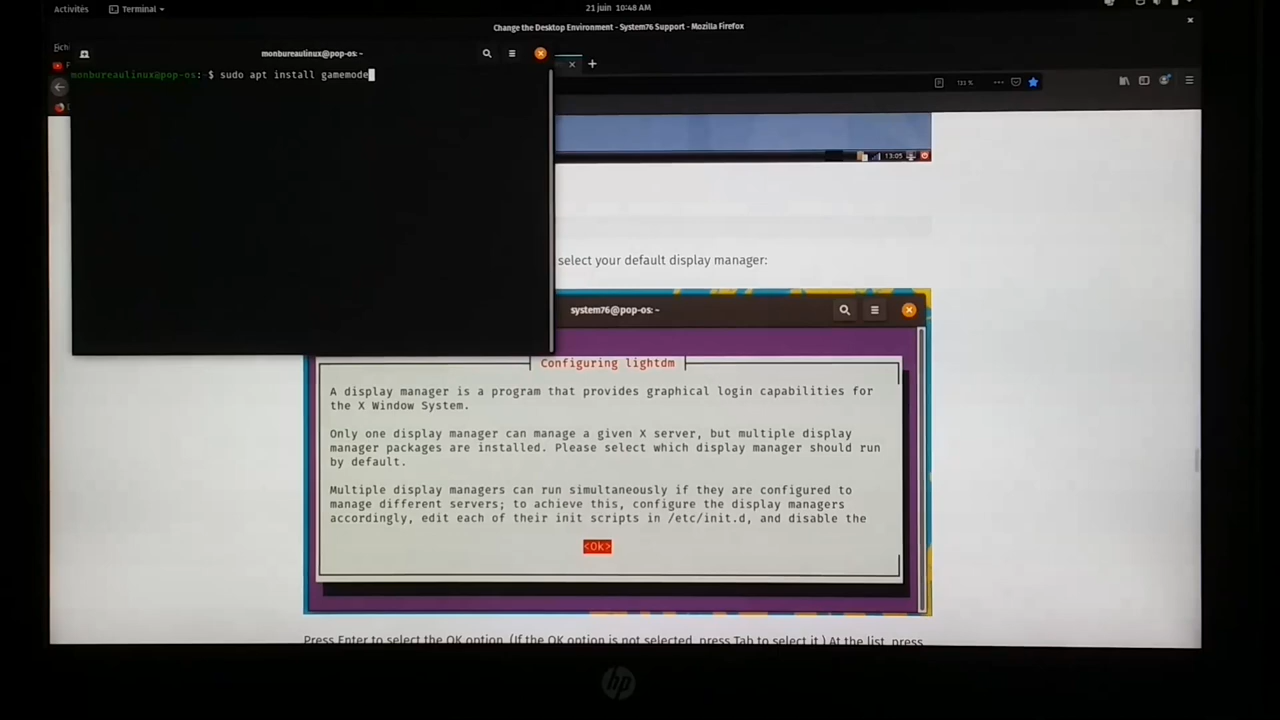 Activités
Terminal
21 juin 10:48 AM
Change the Desktop Environment - System76 Support - Mozilla Firefox
monbureaulinux@pop-os: ~
monbureaulinux@pop-os:~$ sudo apt install gamemode
133 %
13:05
select your default display manager:
system76@pop-os: ~
Configuring lightdm
A display manager is a program that provides graphical login capabilities for
the X Window System.
Only one display manager can manage a given X server, but multiple display
manager packages are installed. Please select which display manager should run
by default.
Multiple display managers can run simultaneously if they are configured to
manage different servers; to achieve this, configure the display managers
accordingly, edit each of their init scripts in /etc/init.d, and disable the
<Ok>
Press Enter to select the OK option. (If the OK option is not selected, press Tab to select it.) At the list, press
hp